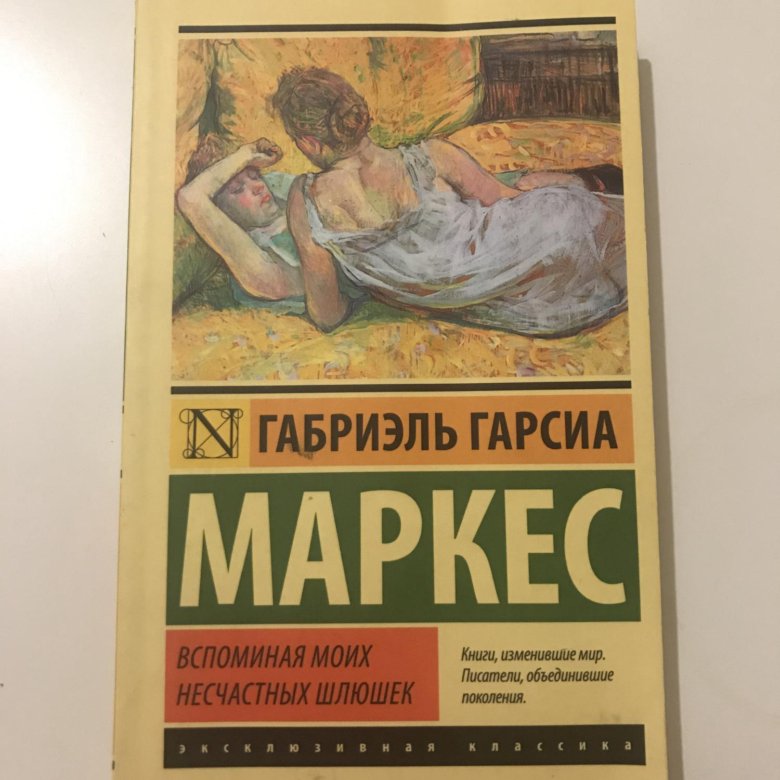 N ГАБРИЭЛЬ ГАРСИА
МАРКЕС
ВСПОМИНАЯ МОИХ
НЕСЧАСТНЫХ ШЛЮШЕК
Книги, изменившие мир.
Писатели, объединившие
поколения.
эксклюзивная классика